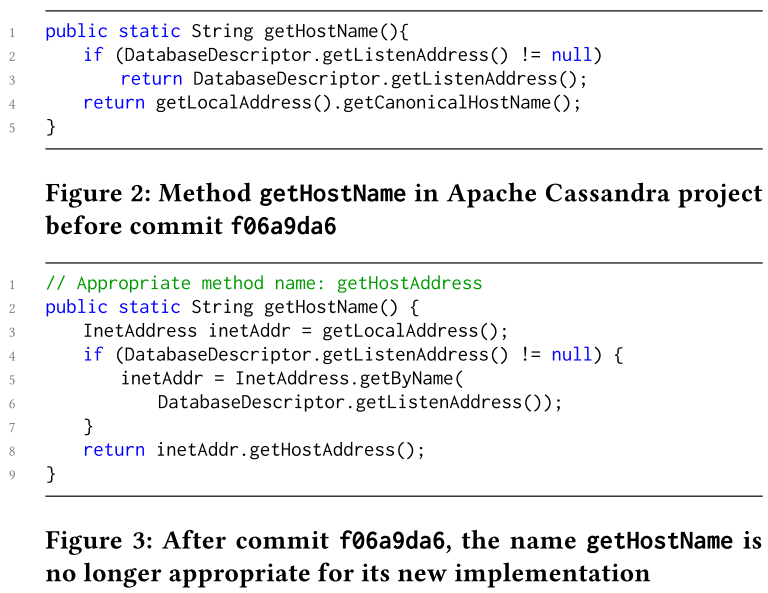 1 public static String getHostName(){
2 if (DatabaseDescriptor.getListenAddress() != null)
3 return DatabaseDescriptor.getListenAddress();
4 return getLocalAddress().getCanonicalHostName();
5 }
Figure 2: Method getHostName in Apache Cassandra project
before commit f06a9da6
1 // Appropriate method name: getHostAddress
2 public static String getHostName() {
3 InetAddress inetAddr = getLocalAddress();
4 if (DatabaseDescriptor.getListenAddress() != null) {
5 inetAddr = InetAddress.getByName(
6 DatabaseDescriptor.getListenAddress());
7 }
8 return inetAddr.getHostAddress();
9 }
Figure 3: After commit f06a9da6, the name getHostName is
no longer appropriate for its new implementation